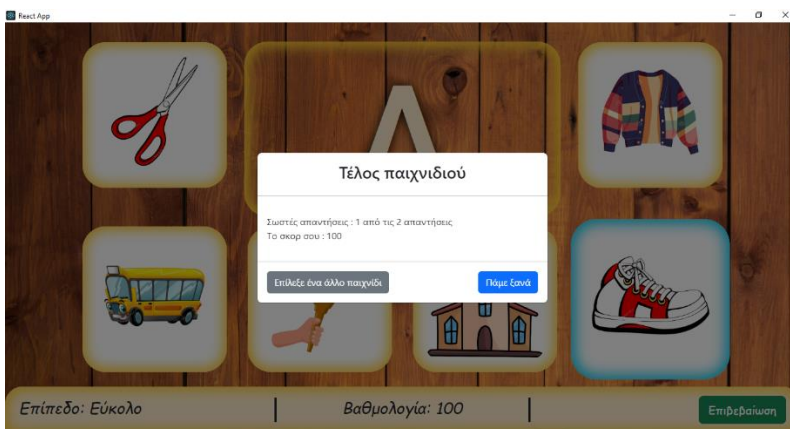 React App
Τέλος παιχνιδιού
Σωστές απαντήσεις : 1 από τις 2 απαντήσεις
Το σκορ σου : 100
Επίλεξε ένα άλλο παιχνίδι
Πάμε ξανά
Επίπεδο: Εύκολο
Βαθμολογία: 100
Επιβεβαίωση